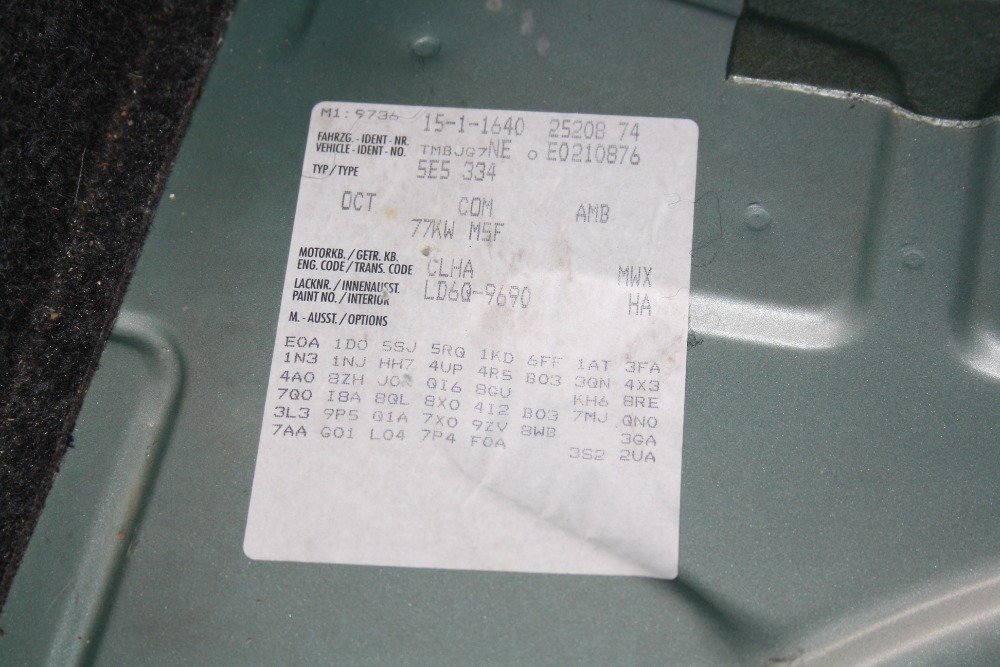 M1: 9736 15-1-1640 2520B 74
FAHRZG. - IDENT - NR.
VEHICLE - IDENT - NO. TMBJG7NE 0 E0210876
TYP / TYPE 5E5 334
OCT COM AMB
77KW M5F
MOTORKB. / GETR. KB.
ENG. CODE / TRANS. CODE CLHA MWX
LACKNR. / INNENAUSST.
PAINT NO. / INTERIOR LD6Q-9690 HA
M. - AUSST. / OPTIONS
E0A 1D0 5SJ 5RQ 1KD 6FF 1AT 3FA
1N3 1NJ HH7 4UP 4R5 B03 3QN 4X3
4A0 8ZH QI6 8GU KH6 8RE
7Q0 I8A 8QL 8X0 4I2 B03 7MJ QN0
3L3 9P5 Q1A 7X0 9ZV 8WB 3GA
7AA G01 L04 7P4 F0A 3S2 2UA